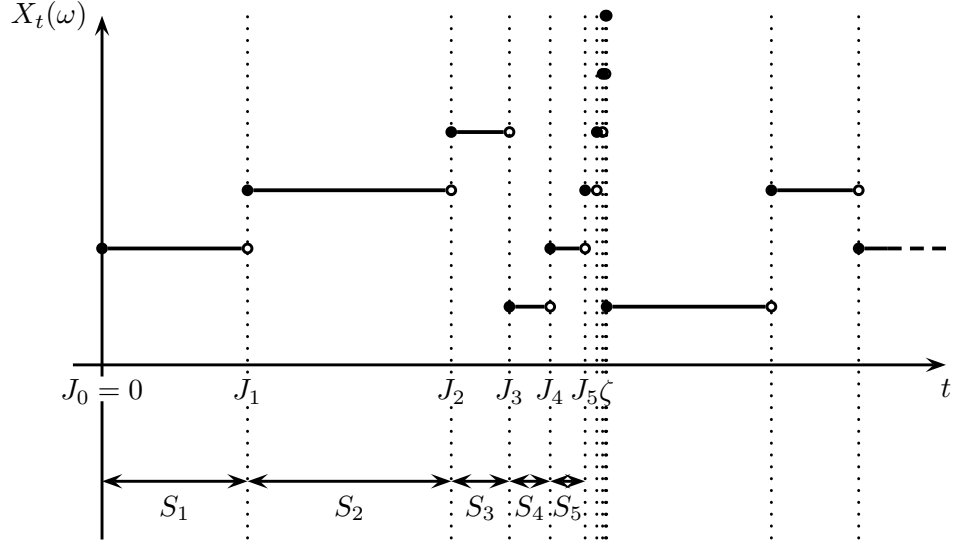 X_t(ω)
J_0 = 0 J_1 J_2 J_3 J_4 J_5 ζ t
S_1 S_2 S_3 S_4 S_5